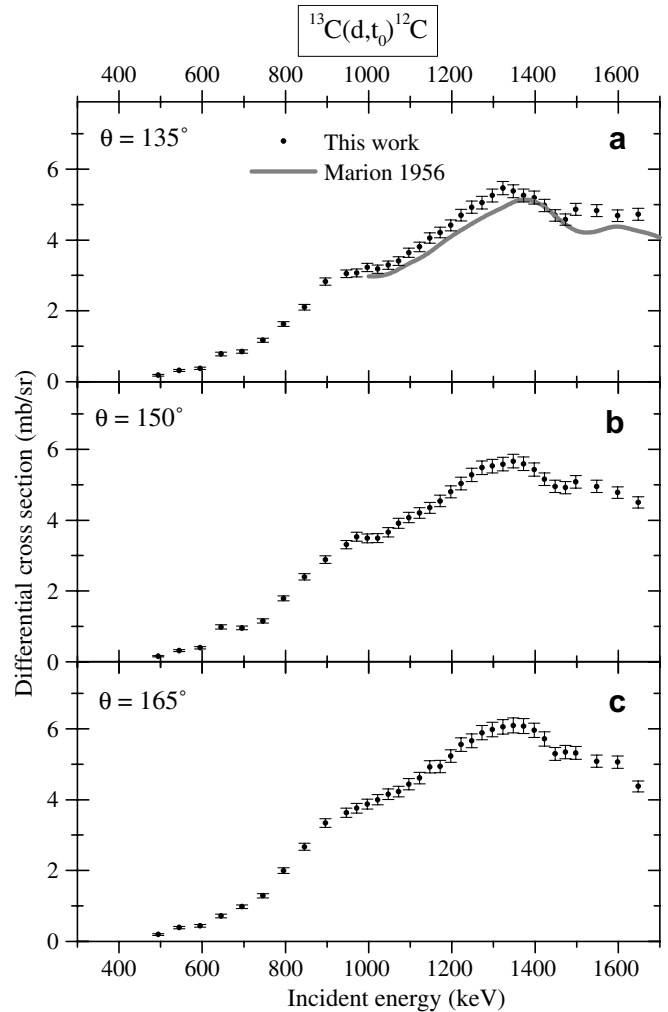 ¹³C(d,t₀)¹²C
400 600 800 1000 1200 1400 1600
θ = 135° This work a
Marion 1956
6
4
2
0
θ = 150° b
6
4
2
0
Differential cross section (mb/sr)
θ = 165° c
6
4
2
0
400 600 800 1000 1200 1400 1600
Incident energy (keV)